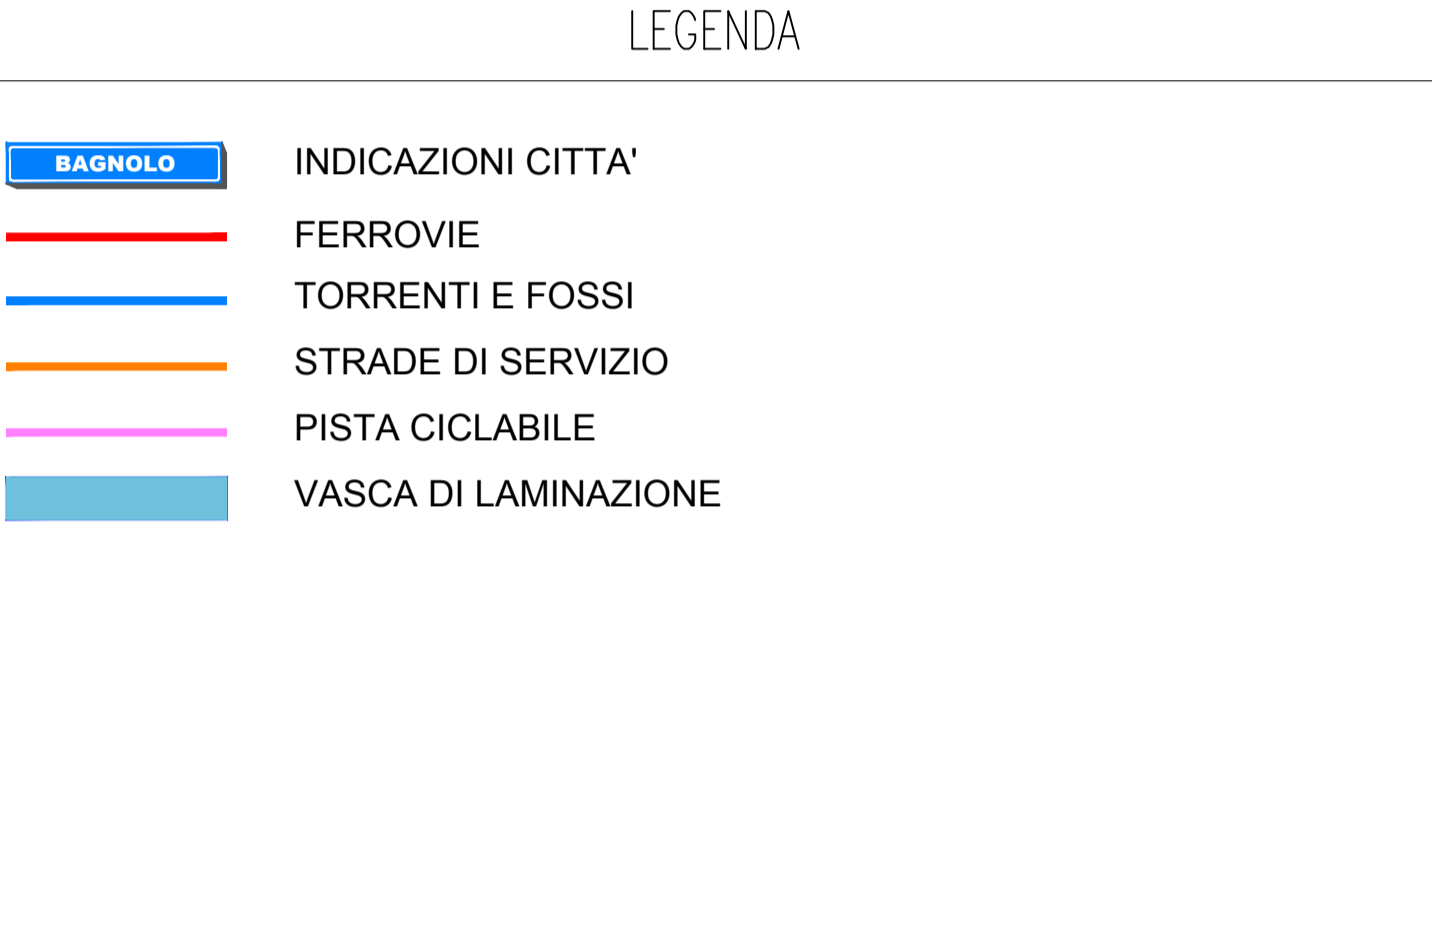 LEGENDA
BAGNOLO INDICAZIONI CITTA'
FERROVIE
TORRENTI E FOSSI
STRADE DI SERVIZIO
PISTA CICLABILE
VASCA DI LAMINAZIONE